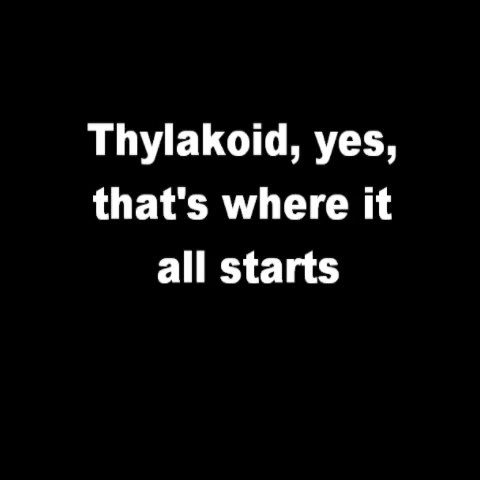 Thylakoid, yes,
that's where it
all starts